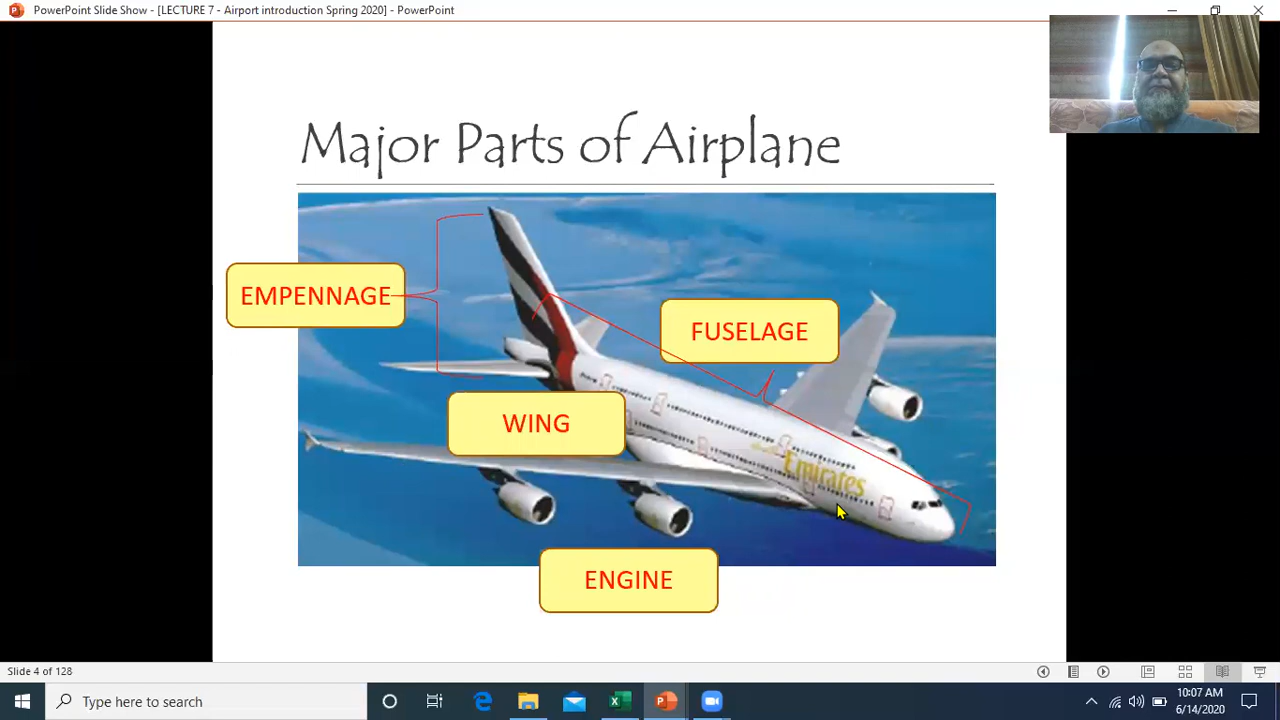 PowerPoint Slide Show - [LECTURE 7 - Airport introduction Spring 2020] - PowerPoint
Major Parts of Airplane
EMPENNAGE
FUSELAGE
WING
Emirates
ENGINE
Slide 4 of 128
Type here to search
10:07 AM
6/14/2020